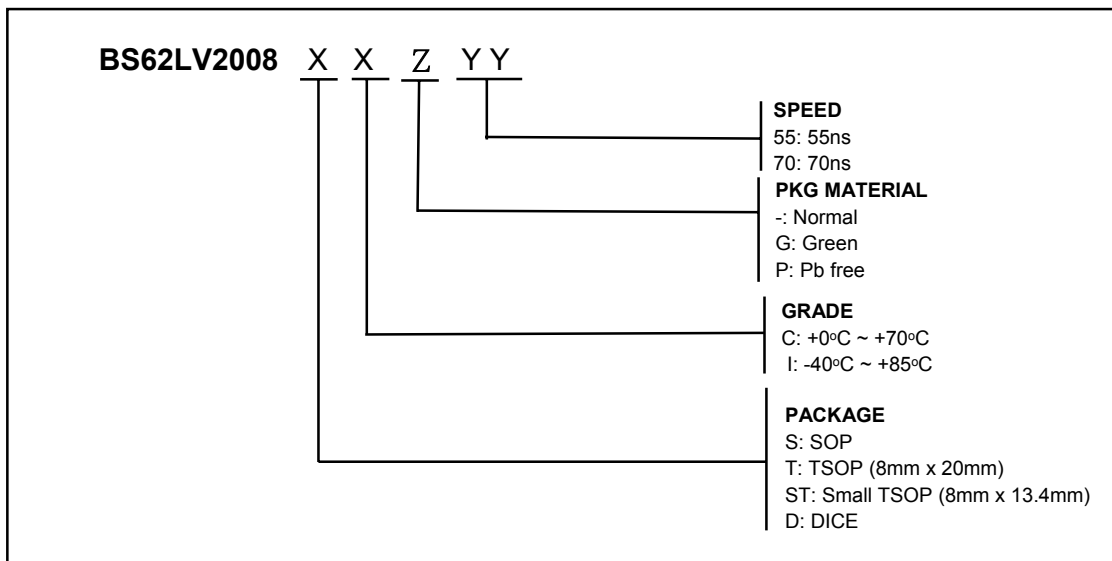 BS62LV2008 X X Z Y Y
SPEED
55: 55ns
70: 70ns
PKG MATERIAL
-: Normal
G: Green
P: Pb free
GRADE
C: +0oC ~ +70oC
I: -40oC ~ +85oC
PACKAGE
S: SOP
T: TSOP (8mm x 20mm)
ST: Small TSOP (8mm x 13.4mm)
D: DICE